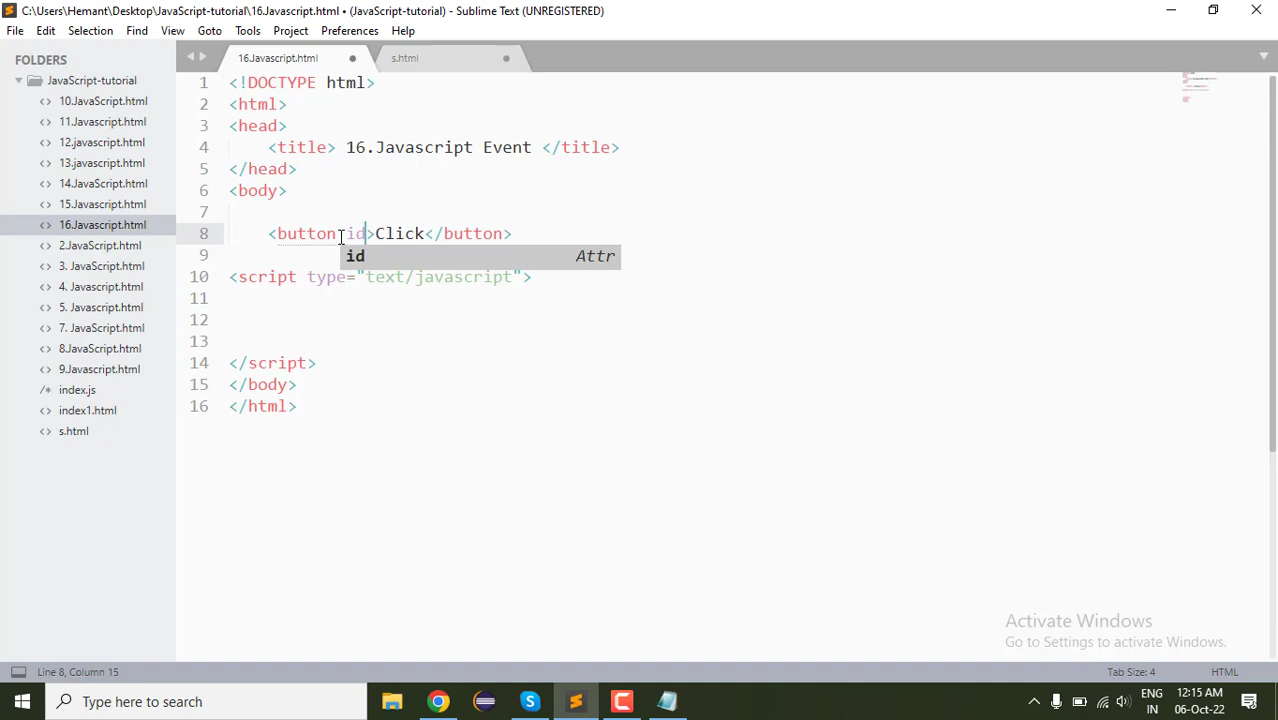 C:\Users\Hemant\Desktop\JavaScript-tutorial\16.Javascript.html • (JavaScript-tutorial) - Sublime Text (UNREGISTERED)
File Edit Selection Find View Goto Tools Project Preferences Help
FOLDERS
JavaScript-tutorial
<> 10.JavaScript.html
<> 11.JavaScript.html
<> 12.javascript.html
<> 13.javascript.html
<> 14.JavaScript.html
<> 15.Javascript.html
<> 16.Javascript.html
<> 2.JavaScript.html
<> 3. JavaScript.html
<> 4. Javascript.html
<> 5. Javascript.html
<> 7. JavaScript.html
<> 8.JavaScript.html
<> 9.Javascript.html
/* index.js
<> index1.html
<> s.html
16.Javascript.html s.html
1 <!DOCTYPE html>
2 <html>
3 <head>
4 <title> 16.Javascript Event </title>
5 </head>
6 <body>
7
8 <button id>Click</button>
id Attr
9
10 <script type="text/javascript">
11
12
13
14 </script>
15 </body>
16 </html>
Activate Windows
Go to Settings to activate Windows.
Line 8, Column 15 Tab Size: 4 HTML
Type here to search
ENG
IN
12:15 AM
06-Oct-22